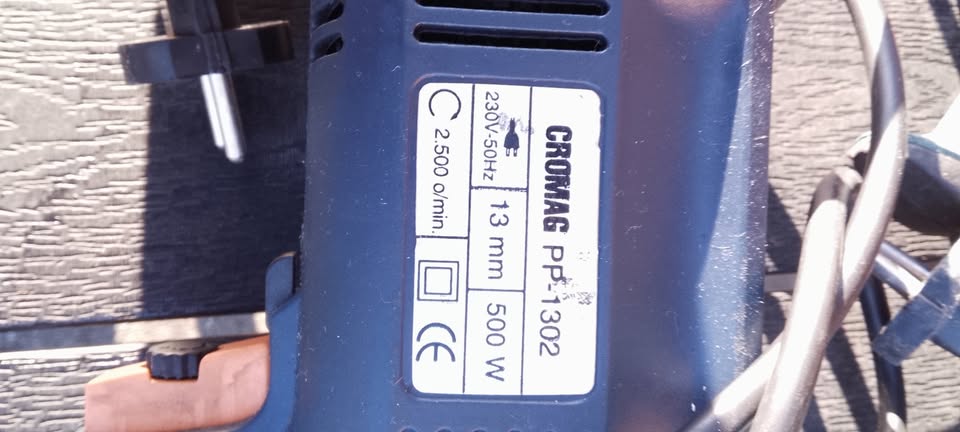 CROMAG PP-1302
230V-50Hz 13 mm 500 W
2.500 o/min. CE